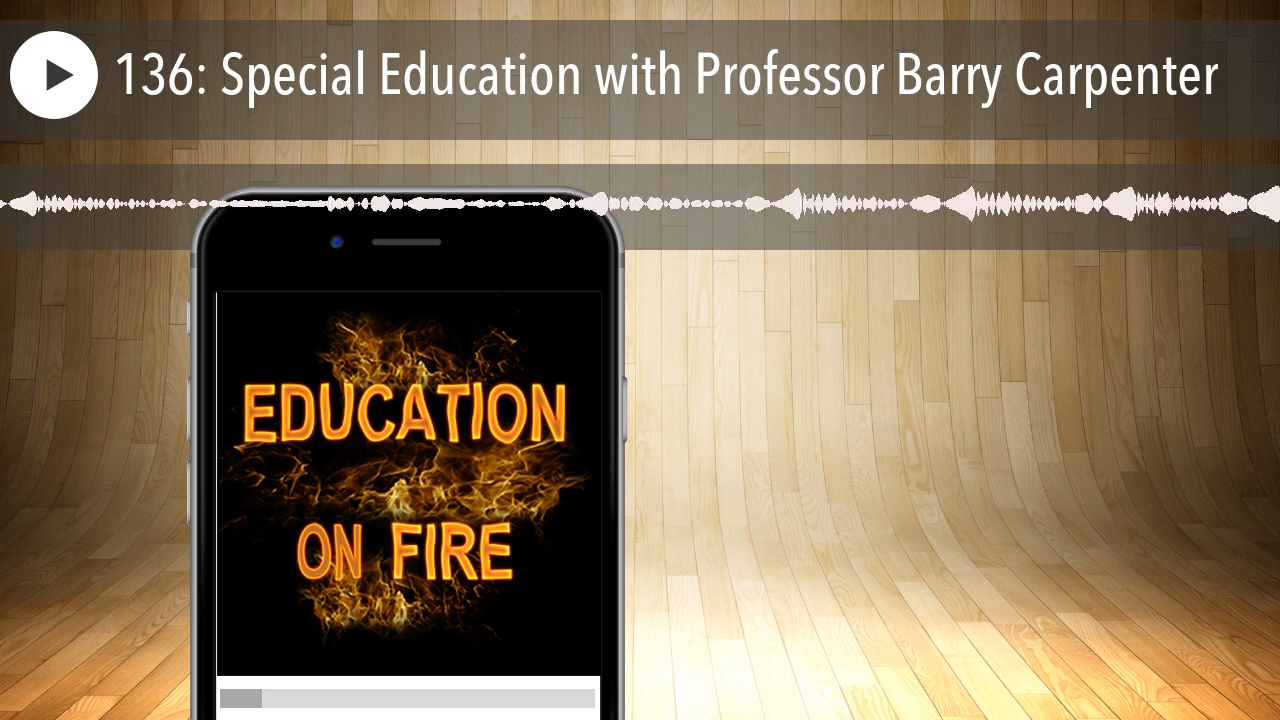 136: Special Education with Professor Barry Carpenter
EDUCATION
ON FIRE